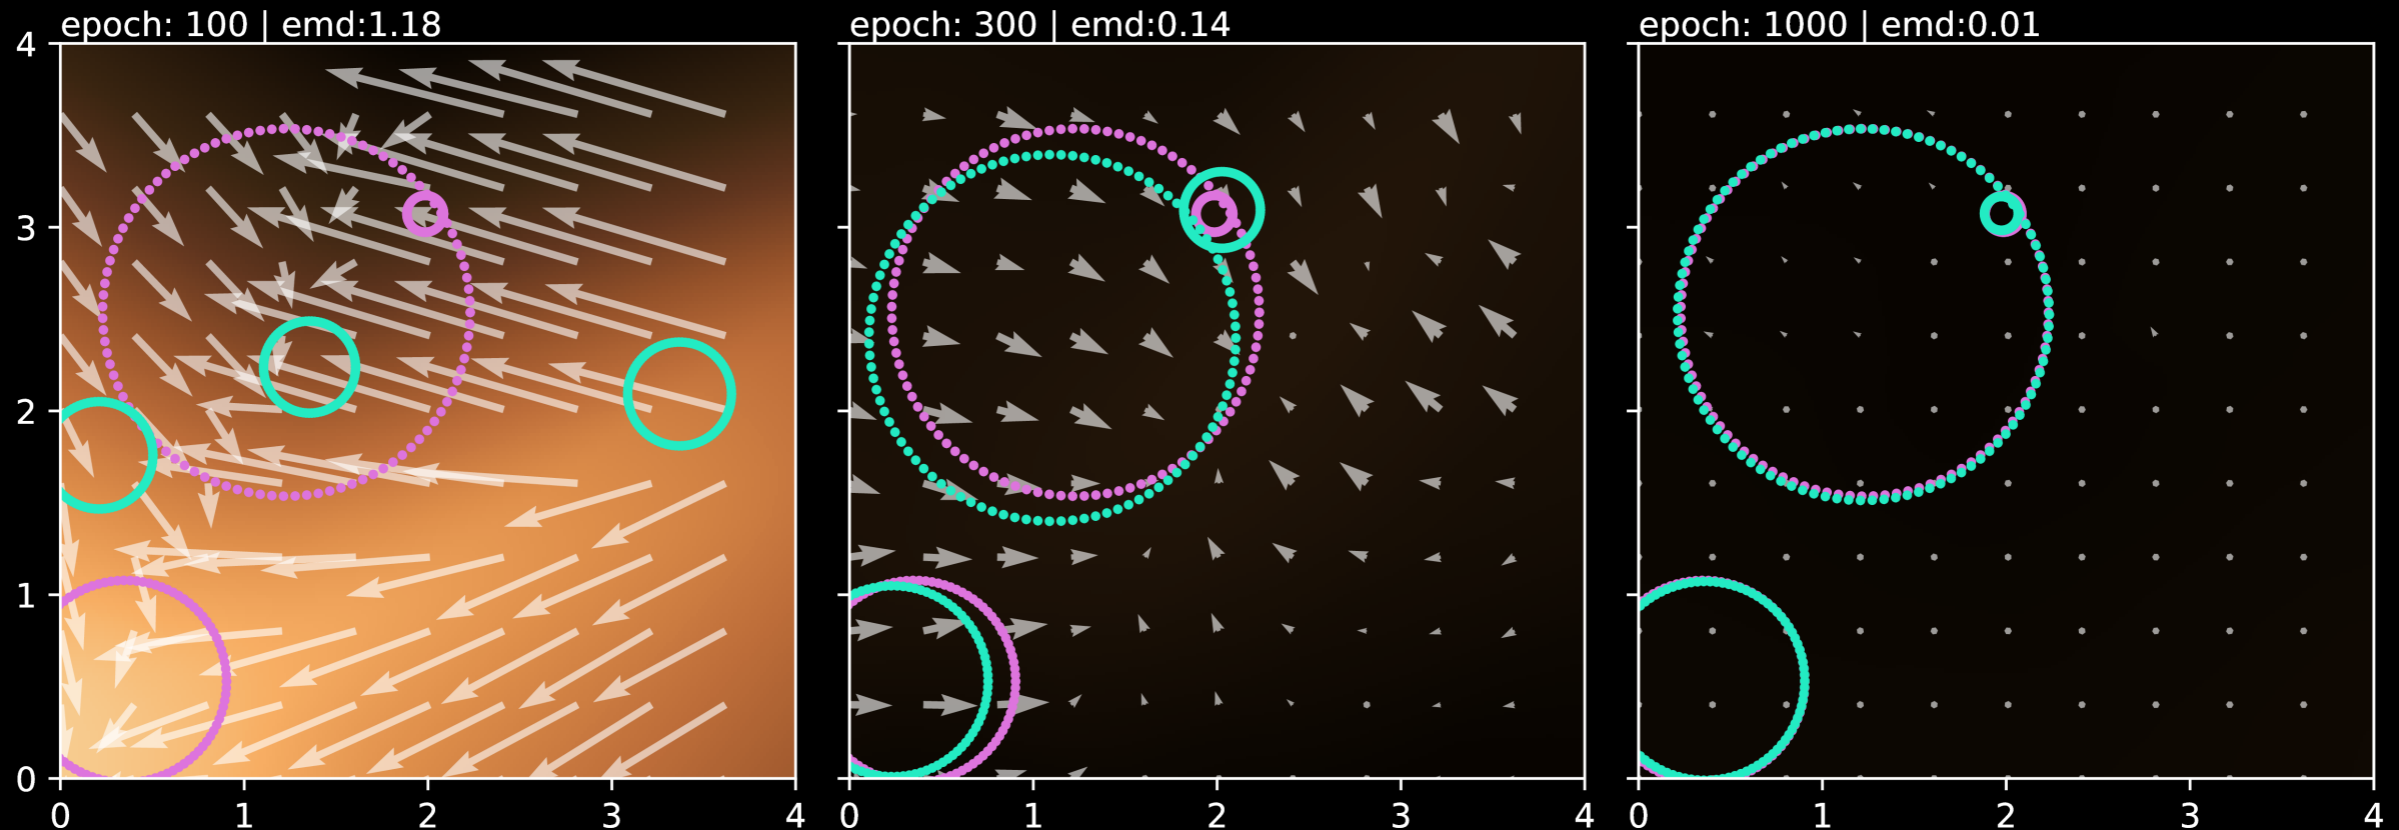 epoch: 100 | emd:1.18
epoch: 300 | emd:0.14
epoch: 1000 | emd:0.01
4
3
2
1
0
0 1 2 3 4
0 1 2 3 4
0 1 2 3 4